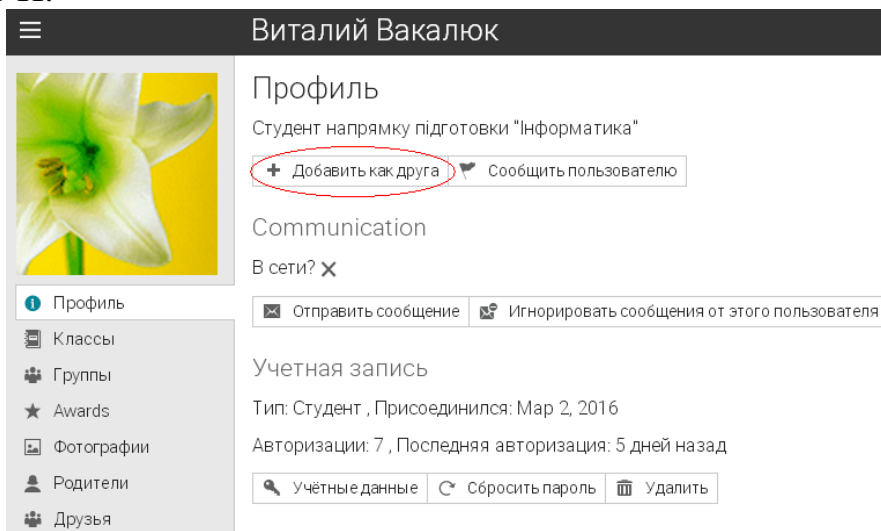 Виталий Вакалюк
Профиль
Студент напрямку підготовки "Інформатика"
Добавить как друга Сообщить пользователю
Communication
В сети?
Отправить сообщение Игнорировать сообщения от этого пользователя
Учетная запись
Тип: Студент , Присоединился: Мар 2, 2016
Авторизации: 7 , Последняя авторизация: 5 дней назад
Учётные данные Сбросить пароль Удалить
Профиль
Классы
Группы
Awards
Фотографии
Родители
Друзья